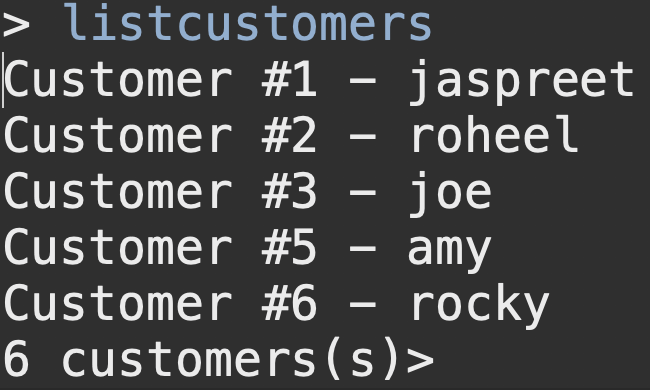 > listcustomers
Customer #1 – jaspreet
Customer #2 – roheel
Customer #3 – joe
Customer #5 – amy
Customer #6 – rocky
6 customers(s)>